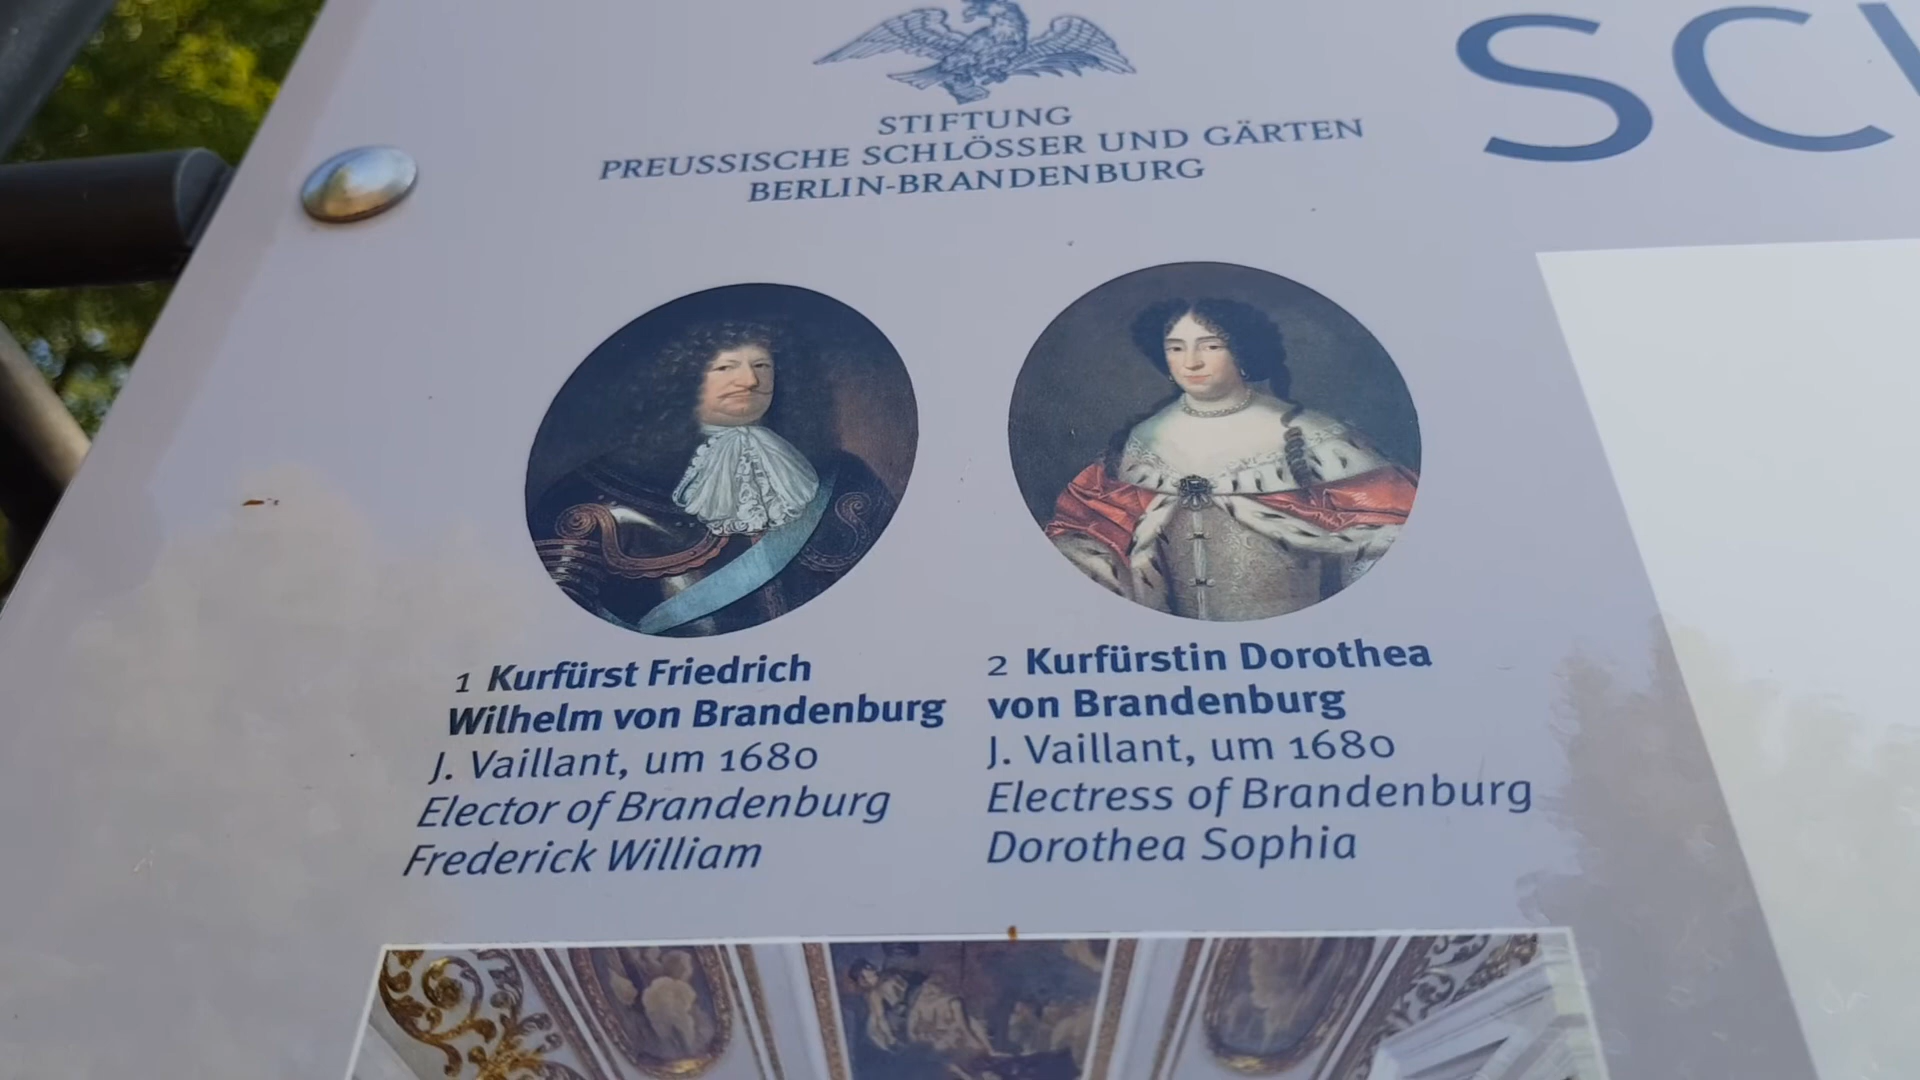 STIFTUNG
PREUSSISCHE SCHLÖSSER UND GÄRTEN
BERLIN-BRANDENBURG
1 Kurfürst Friedrich
Wilhelm von Brandenburg
J. Vaillant, um 1680
Elector of Brandenburg
Frederick William
2 Kurfürstin Dorothea
von Brandenburg
J. Vaillant, um 1680
Electress of Brandenburg
Dorothea Sophia